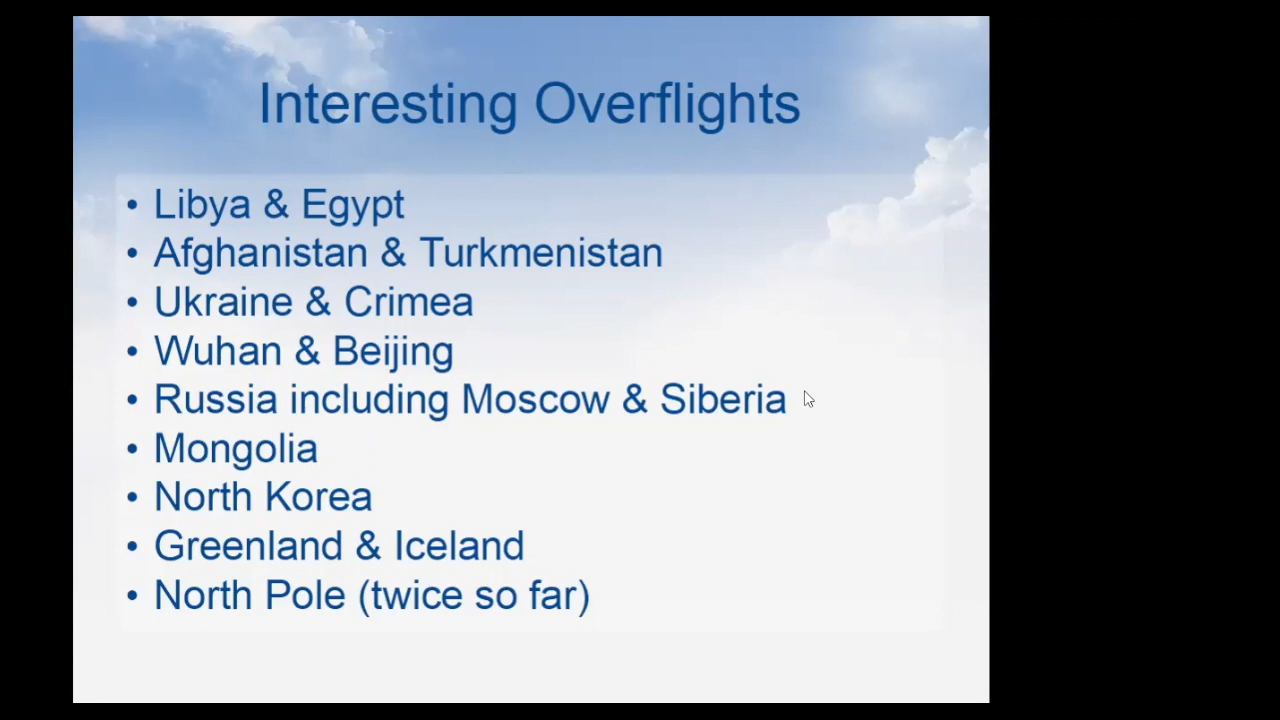 Interesting Overflights
• Libya & Egypt
• Afghanistan & Turkmenistan
• Ukraine & Crimea
• Wuhan & Beijing
• Russia including Moscow & Siberia
• Mongolia
• North Korea
• Greenland & Iceland
• North Pole (twice so far)